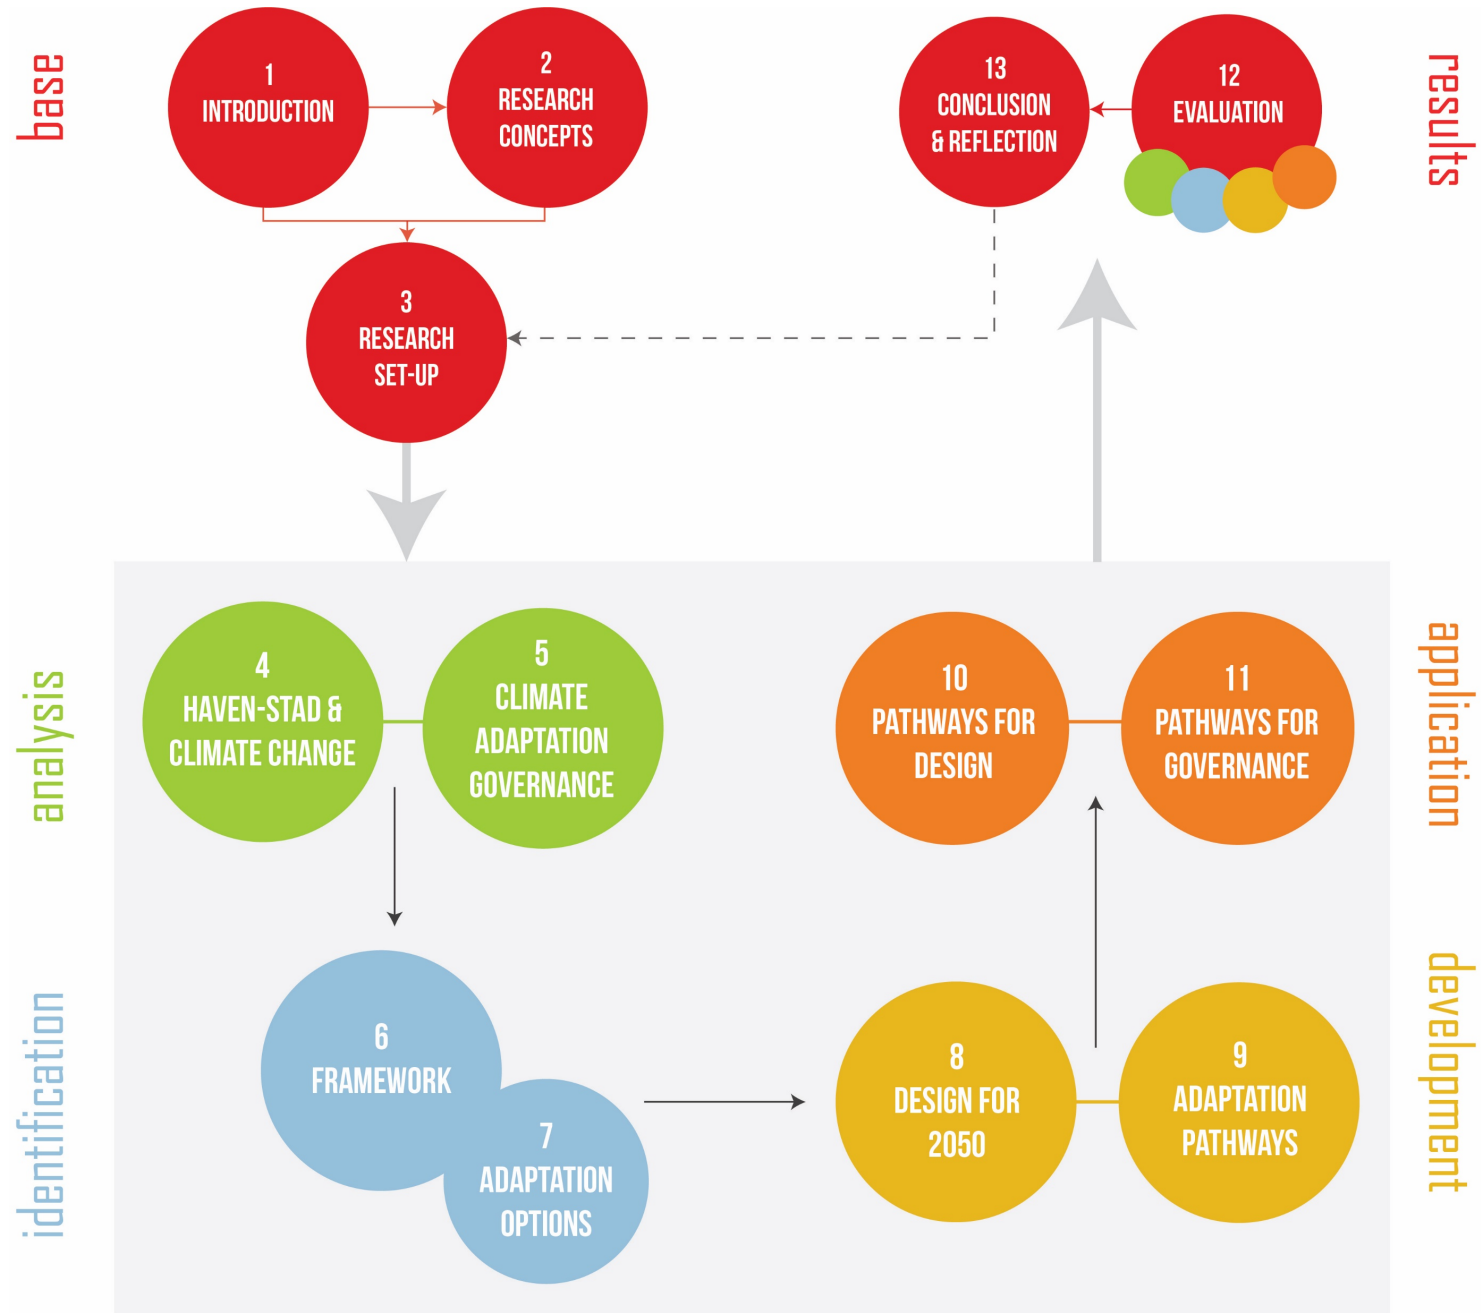 base
1
INTRODUCTION
2
RESEARCH
CONCEPTS
3
RESEARCH
SET-UP
13
CONCLUSION
& REFLECTION
12
EVALUATION
results
analysis
4
HAVEN-STAD &
CLIMATE CHANGE
5
CLIMATE
ADAPTATION
GOVERNANCE
identification
6
FRAMEWORK
7
ADAPTATION
OPTIONS
8
DESIGN FOR
2050
9
ADAPTATION
PATHWAYS
development
10
PATHWAYS FOR
DESIGN
11
PATHWAYS FOR
GOVERNANCE
application